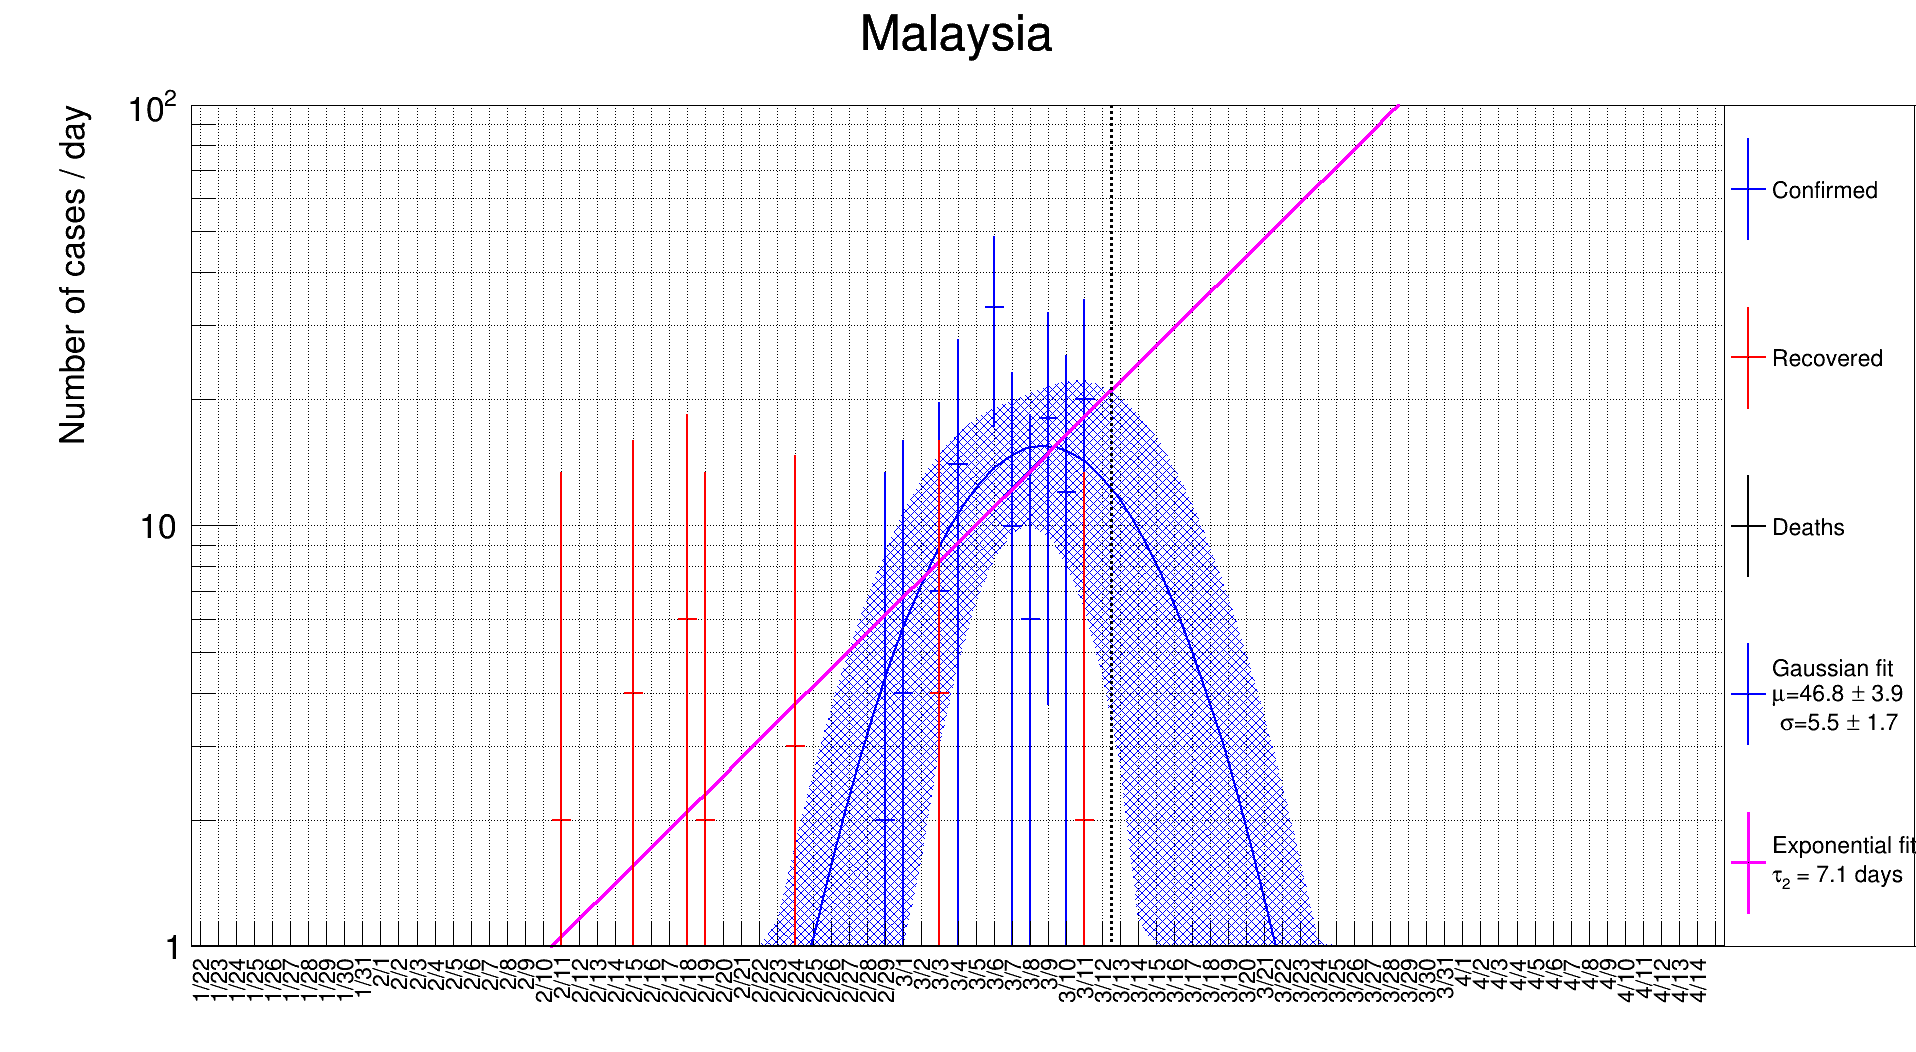 Malaysia
Number of cases / day
10²
10
1
1/22 1/23 1/24 1/25 1/26 1/27 1/28 1/29 1/30 1/31 2/1 2/2 2/3 2/4 2/5 2/6 2/7 2/8 2/9 2/10 2/11 2/12 2/13 2/14 2/15 2/16 2/17 2/18 2/19 2/20 2/21 2/22 2/23 2/24 2/25 2/26 2/27 2/28 2/29 3/1 3/2 3/3 3/4 3/5 3/6 3/7 3/8 3/9 3/10 3/11 3/12 3/13 3/14 3/15 3/16 3/17 3/18 3/19 3/20 3/21 3/22 3/23 3/24 3/25 3/26 3/27 3/28 3/29 3/30 3/31 4/1 4/2 4/3 4/4 4/5 4/6 4/7 4/8 4/9 4/10 4/11 4/12 4/13 4/14
Confirmed
Recovered
Deaths
Gaussian fit
μ=46.8 ± 3.9
σ=5.5 ± 1.7
Exponential fit
τ₂ = 7.1 days